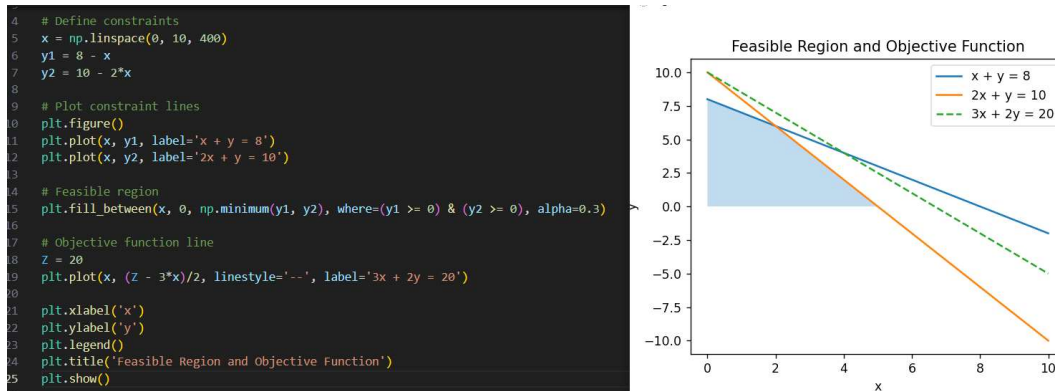 4 # Define constraints
5 x = np.linspace(0, 10, 400)
6 y1 = 8 - x
7 y2 = 10 - 2*x
8
9 # Plot constraint lines
10 plt.figure()
11 plt.plot(x, y1, label='x + y = 8')
12 plt.plot(x, y2, label='2x + y = 10')
13
14 # Feasible region
15 plt.fill_between(x, 0, np.minimum(y1, y2), where=(y1 >= 0) & (y2 >= 0), alpha=0.3)
16
17 # Objective function line
18 Z = 20
19 plt.plot(x, (Z - 3*x)/2, linestyle='--', label='3x + 2y = 20')
20
21 plt.xlabel('x')
22 plt.ylabel('y')
23 plt.legend()
24 plt.title('Feasible Region and Objective Function')
25 plt.show()
Feasible Region and Objective Function
x + y = 8
2x + y = 10
3x + 2y = 20
10.0
7.5
5.0
2.5
0.0
−2.5
−5.0
−7.5
−10.0
y
0 2 4 6 8 10
x